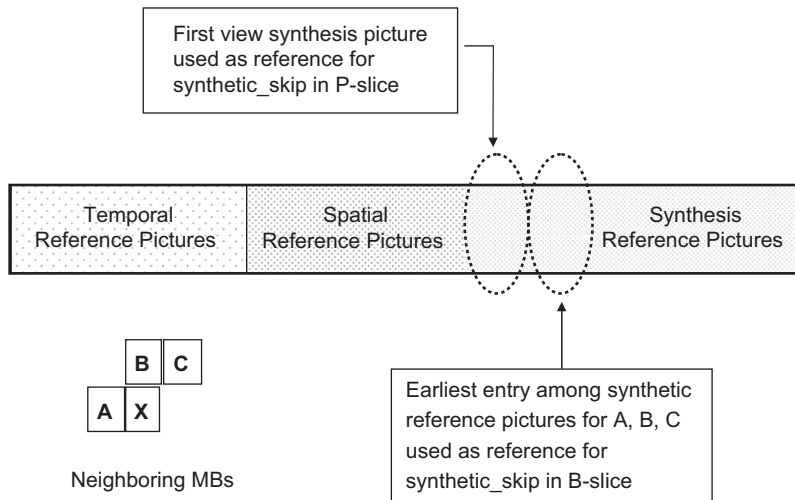 First view synthesis picture
used as reference for
synthetic_skip in P-slice
Temporal
Reference Pictures
Spatial
Reference Pictures
Synthesis
Reference Pictures
B C
A X
Neighboring MBs
Earliest entry among synthetic
reference pictures for A, B, C
used as reference for
synthetic_skip in B-slice